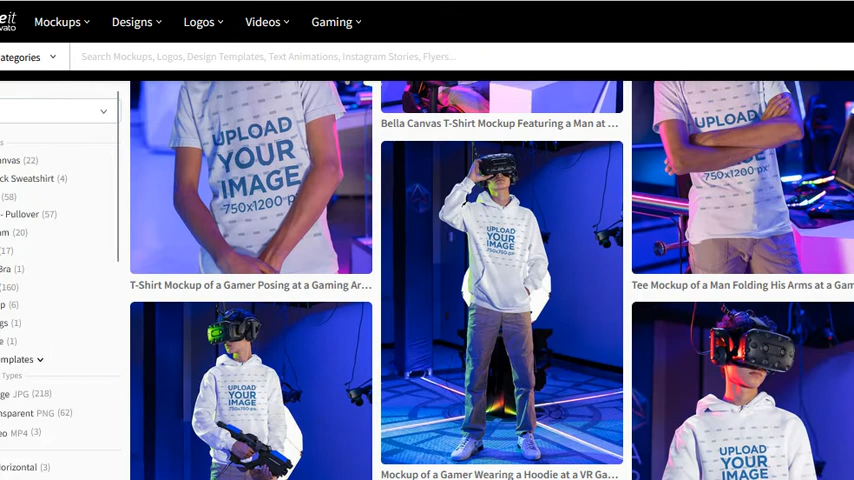 eit
vato
Mockups
Designs
Logos
Videos
Gaming
ategories
Search Mockups, Logos, Design Templates, Text Animations, Instagram Stories, Flyers...
s
anvas (22)
ck Sweatshirt (4)
(58)
- Pullover (57)
am (20)
(17)
Bra (1)
(160)
p (6)
gs (1)
e (1)
emplates
Types
ge JPG (218)
nsparent PNG (62)
eo MP4 (3)
orizontal (3)
UPLOAD
YOUR
IMAGE
750x1200 px
T-Shirt Mockup of a Gamer Posing at a Gaming Ar...
UPLOAD
YOUR
IMAGE
750x750 px
Bella Canvas T-Shirt Mockup Featuring a Man at ...
UPLOAD
YOUR
IMAGE
750x750 px
Mockup of a Gamer Wearing a Hoodie at a VR Ga...
UPLOAD
YOUR
IMAGE
750x1200 px
Tee Mockup of a Man Folding His Arms at a Gam
UPLOAD
YOUR
IMAGE